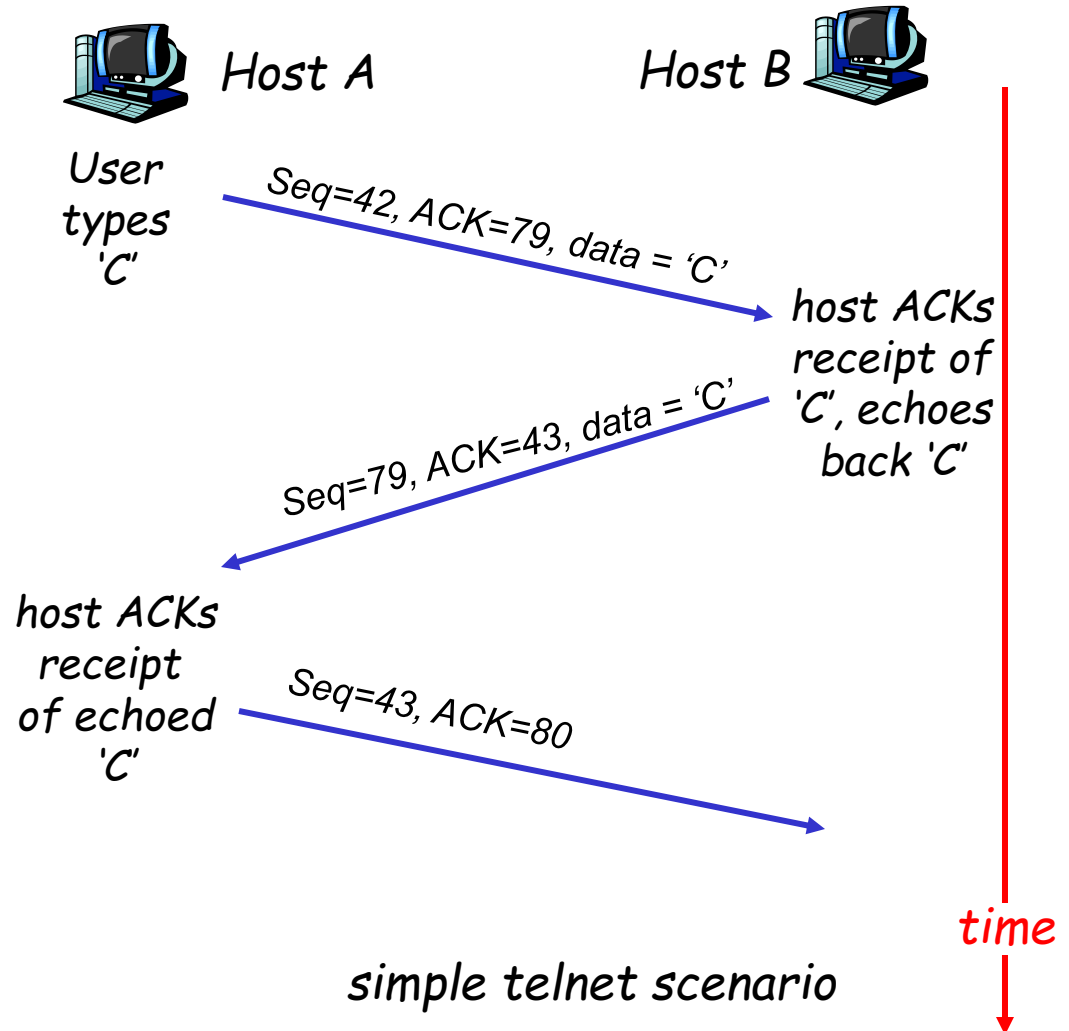 Host A
Host B
User
types
‘C’
Seq=42, ACK=79, data = ‘C’
host ACKs
receipt of
‘C’, echoes
back ‘C’
Seq=79, ACK=43, data = ‘C’
host ACKs
receipt
of echoed
‘C’
Seq=43, ACK=80
time
simple telnet scenario